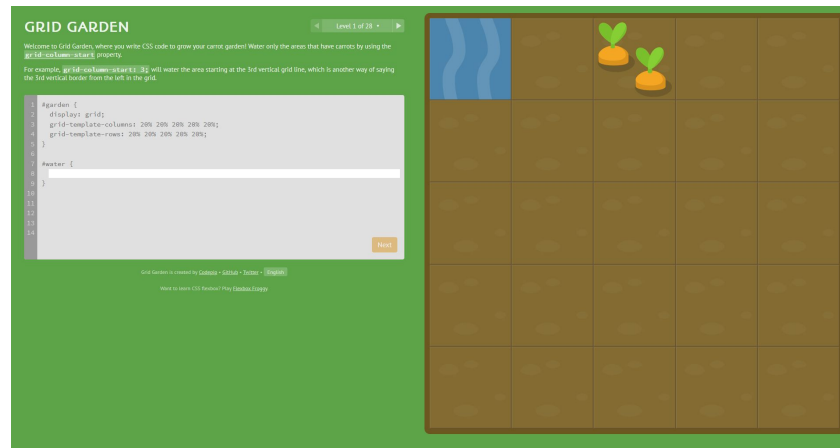 GRID GARDEN
Level 1 of 28
Welcome to Grid Garden, where you write CSS code to grow your carrot garden! Water only the areas that have carrots by using the
grid-column-start property.
For example, grid-column-start: 3; will water the area starting at the 3rd vertical grid line, which is another way of saying
the 3rd vertical border from the left in the grid.
1 #garden {
2 display: grid;
3 grid-template-columns: 20% 20% 20% 20% 20%;
4 grid-template-rows: 20% 20% 20% 20% 20%;
5 }
6
7 #water {
8
9 }
10
11
12
13
14
Next
Grid Garden is created by Codepip • GitHub • Twitter • English
Want to learn CSS flexbox? Play Flexbox Froggy.